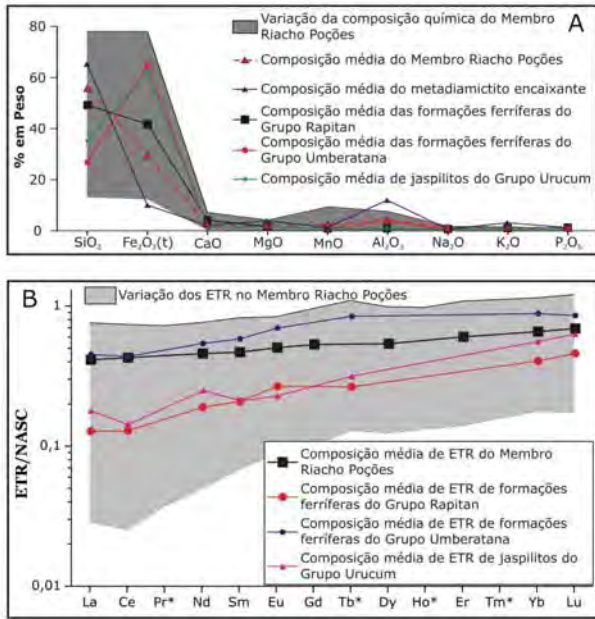 Variação da composição química do Membro
Riacho Poções
A
Composição média do Membro Riacho Poções
Composição média do metadiamictito encaixante
Composição média das formações ferríferas do
Grupo Rapitan
Composição média das formações ferríferas do
Grupo Umberatana
Composição média de jaspilitos do Grupo Urucum
% em Peso
80
60
40
20
0
SiO₂ Fe₂O₃(t) CaO MgO MnO Al₂O₃ Na₂O K₂O P₂O₅
B
Variação dos ETR no Membro Riacho Poções
ETR/NASC
1
0,1
0,01
Composição média de ETR do Membro
Riacho Poções
Composição média de ETR de formações
ferríferas do Grupo Rapitan
Composição média de ETR de formações
ferríferas do Grupo Umberatana
Composição média de ETR de jaspilitos do
Grupo Urucum
La Ce Pr* Nd Sm Eu Gd Tb* Dy Ho* Er Tm* Yb Lu